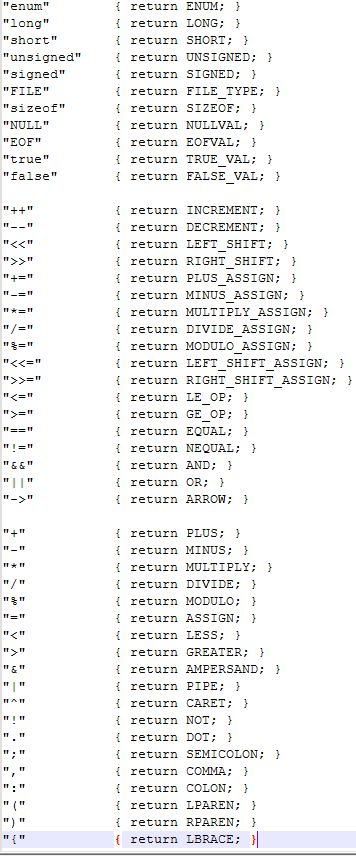 "enum" { return ENUM; }
"long" { return LONG; }
"short" { return SHORT; }
"unsigned" { return UNSIGNED; }
"signed" { return SIGNED; }
"FILE" { return FILE_TYPE; }
"sizeof" { return SIZEOF; }
"NULL" { return NULLVAL; }
"EOF" { return EOFVAL; }
"true" { return TRUE_VAL; }
"false" { return FALSE_VAL; }

"++" { return INCREMENT; }
"--" { return DECREMENT; }
"<<" { return LEFT_SHIFT; }
">>" { return RIGHT_SHIFT; }
"+=" { return PLUS_ASSIGN; }
"-=" { return MINUS_ASSIGN; }
"*=" { return MULTIPLY_ASSIGN; }
"/=" { return DIVIDE_ASSIGN; }
"%=" { return MODULO_ASSIGN; }
"<<=" { return LEFT_SHIFT_ASSIGN; }
">>=" { return RIGHT_SHIFT_ASSIGN; }
"<=" { return LE_OP; }
">=" { return GE_OP; }
"==" { return EQUAL; }
"!=" { return NEQUAL; }
"&&" { return AND; }
"||" { return OR; }
"->" { return ARROW; }

"+" { return PLUS; }
"-" { return MINUS; }
"*" { return MULTIPLY; }
"/" { return DIVIDE; }
"%" { return MODULO; }
"=" { return ASSIGN; }
"<" { return LESS; }
">" { return GREATER; }
"&" { return AMPERSAND; }
"|" { return PIPE; }
"^" { return CARET; }
"!" { return NOT; }
"." { return DOT; }
";" { return SEMICOLON; }
"," { return COMMA; }
":" { return COLON; }
"(" { return LPAREN; }
")" { return RPAREN; }
"{" { return LBRACE; }